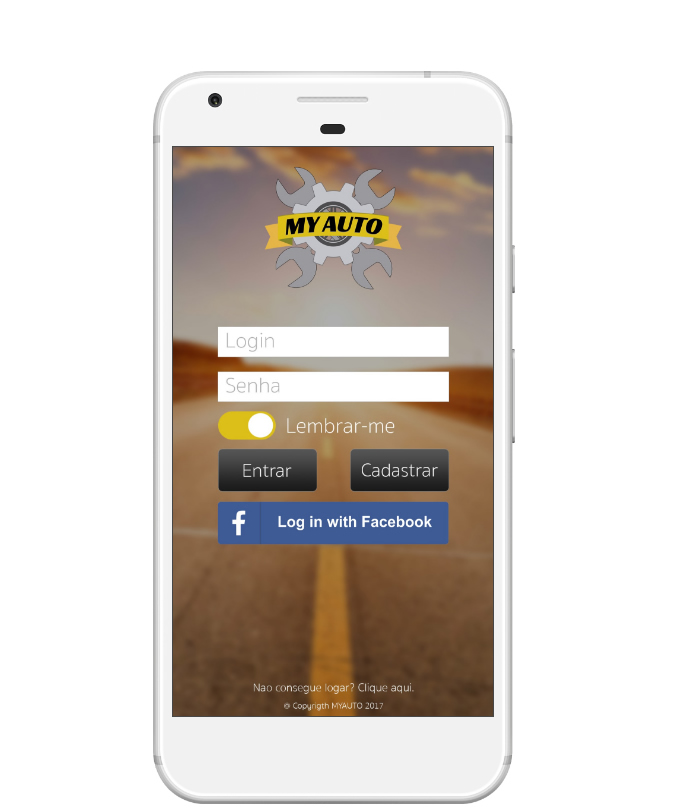 MY AUTO
Login
Senha
Lembrar-me
Entrar
Cadastrar
Log in with Facebook
Nao consegue logar? Clique aqui.
© Copyrigth MYAUTO 2017